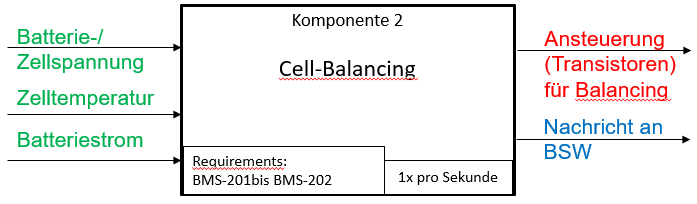 Batterie-/
Zellspannung
Zelltemperatur
Batteriestrom
Komponente 2
Cell-Balancing
Requirements:
BMS-201bis BMS-202
1x pro Sekunde
Ansteuerung
(Transistoren)
für Balancing
Nachricht an
BSW